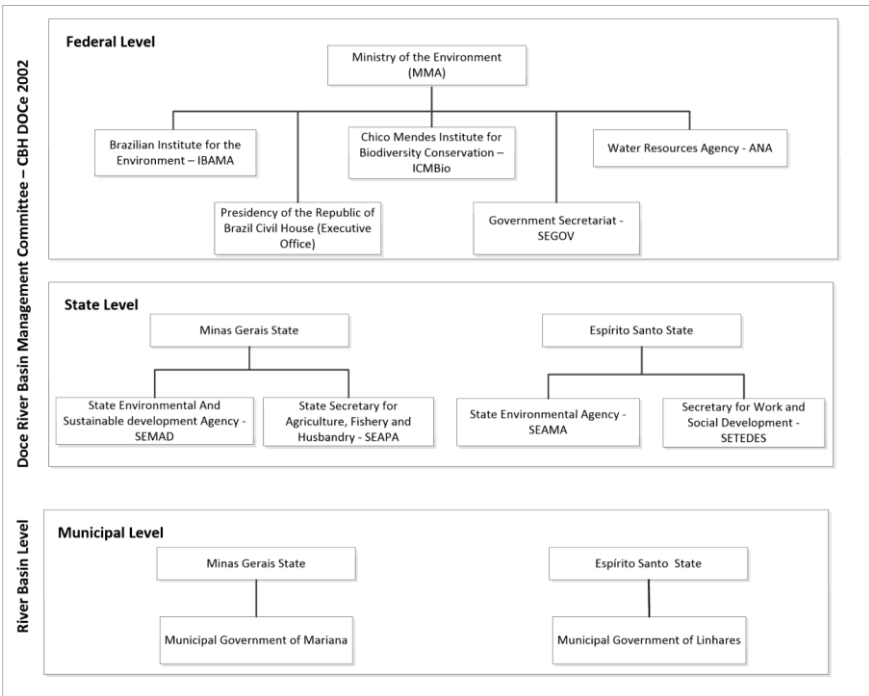 Doce River Basin Management Committee – CBH DOCe 2002
Federal Level
Ministry of the Environment
(MMA)
Brazilian Institute for the
Environment – IBAMA
Chico Mendes Institute for
Biodiversity Conservation –
ICMBio
Water Resources Agency - ANA
Presidency of the Republic of
Brazil Civil House (Executive
Office)
Government Secretariat -
SEGOV
State Level
Minas Gerais State
Espírito Santo State
State Environmental And
Sustainable development Agency -
SEMAD
State Secretary for
Agriculture, Fishery and
Husbandry - SEAPA
State Environmental Agency -
SEAMA
Secretary for Work and
Social Development -
SETEDES
River Basin Level
Municipal Level
Minas Gerais State
Espírito Santo State
Municipal Government of Mariana
Municipal Government of Linhares